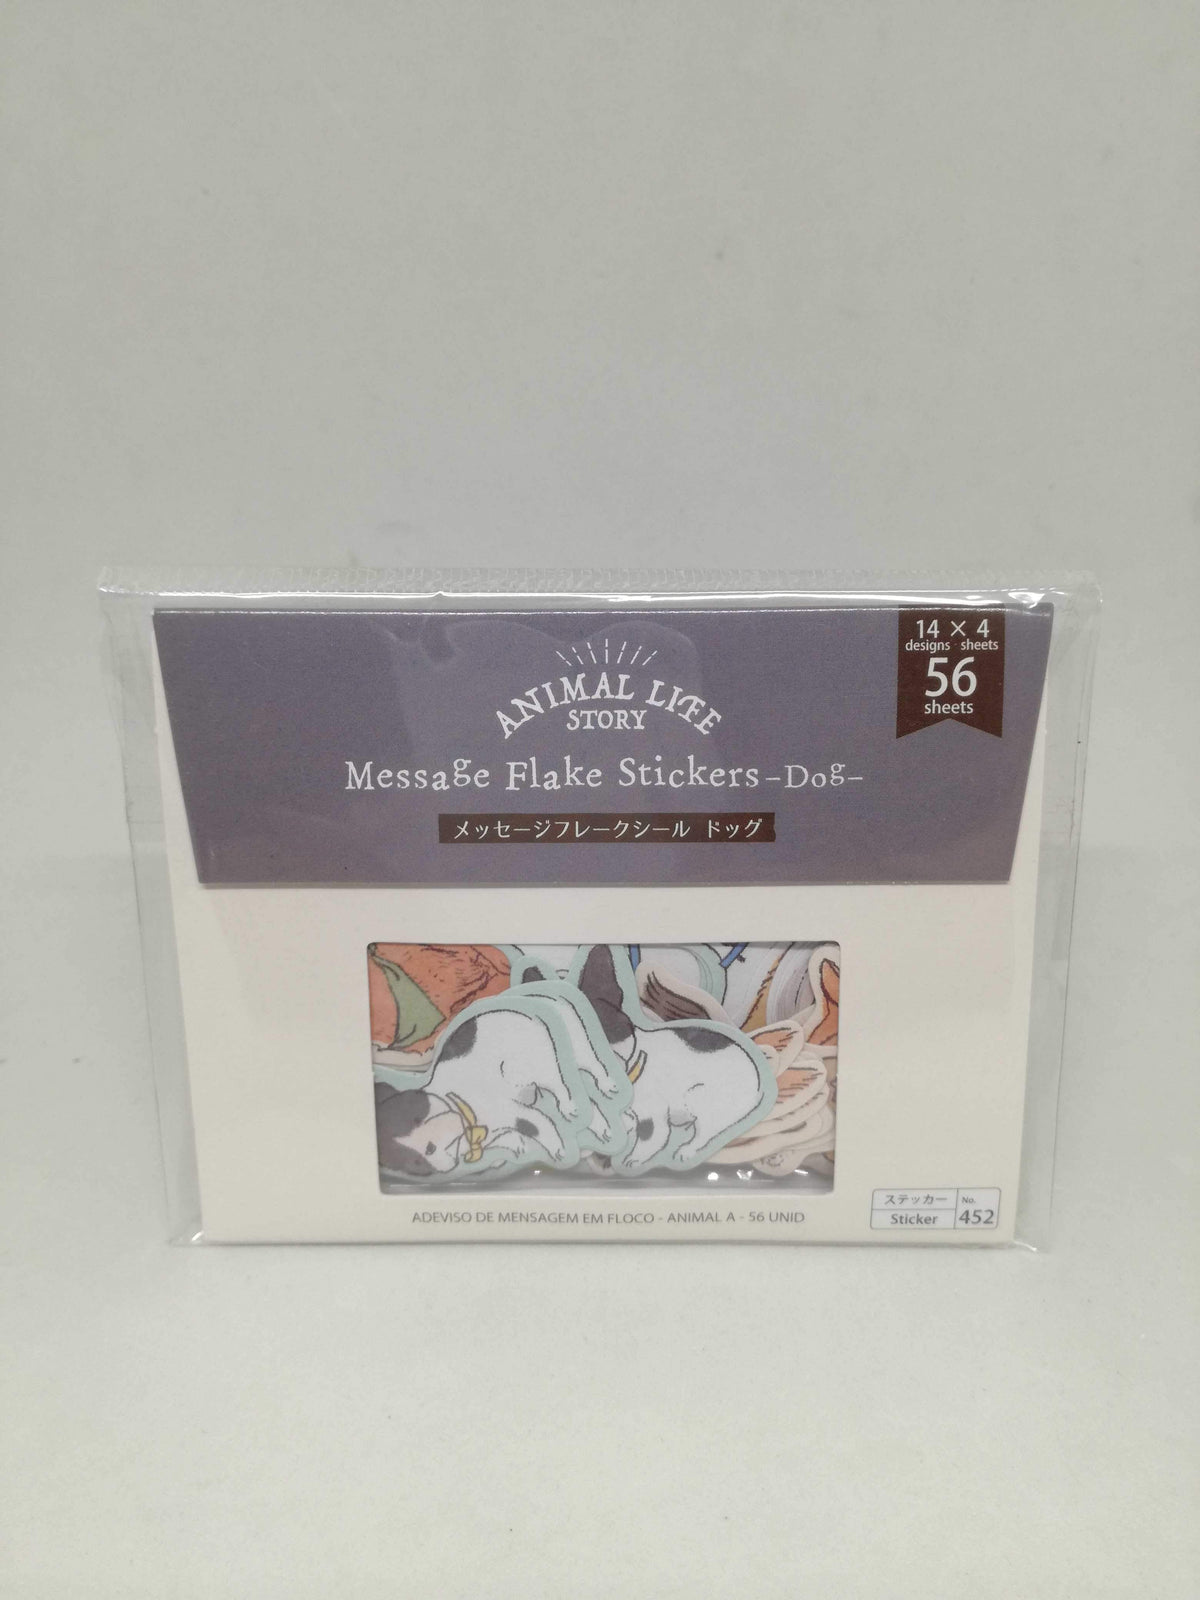 14 × 4
designs sheets
56
sheets
ANIMAL LIFE
STORY
Message Flake Stickers -Dog-
メッセージフレークシール ドッグ
ADEVISO DE MENSAGEM EM FLOCO - ANIMAL A - 56 UNID
ステッカー No.
Sticker 452